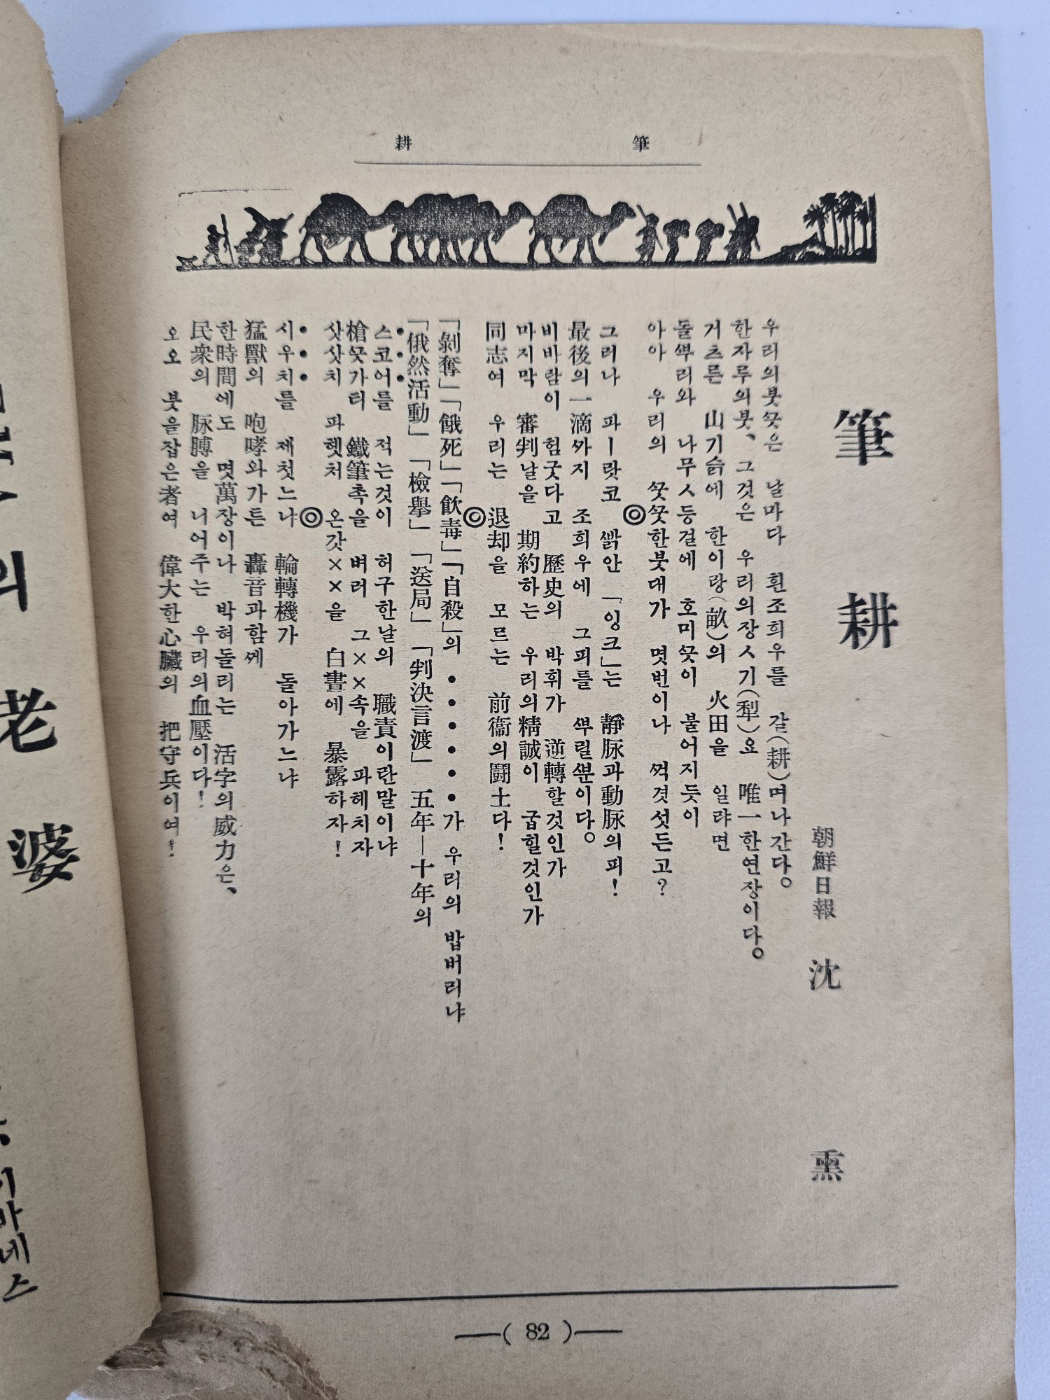 筆耕
筆耕
朝鮮日報 沈熏
우리의붓끗은 날마다 흰조희우를 갈(耕)며나간다。
한자루의붓、그것은 우리의장ㅅ기(犁)요 唯一한연장이다。
거츠른 山기슭에 한이랑(畝)의 火田을 일랴면
돌뿌리와 나무ㅅ등걸에 호미끗이 불어지듯이
아아 우리의 꿋꿋한붓대가 몃번이나 꺽겻섯든고?
◎
그러나 파ー랏코 밝안「잉크」는 靜脉과動脉의피!
最後의一滴까지 조희우에 그피를 뿌릴뿐이다。
비바람이 험굿다고 歷史의 박휘가 逆轉할것인가
마지막 審判날을 期約하는 우리의精誠이 굽힐것인가
同志여 우리는 退却을 모르는 前衞의鬪士다!
◎
「剝奪」「餓死」「飮毒」「自殺」의 ••••••가 우리의 밥버리냐
「俄然活動」「檢擧」「送局」「判決言渡」五年―十年의
스코어를 적는것이 허구한날의 職責이란말이냐
槍끗가티 鐵筆촉을 벼려 그××속을 파헤치자
삿삿치 파헷처 온갓××을 白晝에 暴露하자!
◎
시우치를 제첫느냐 輪轉機가 돌아가느냐
猛獸의 咆哮와가튼 轟音과함께
한時間에도 몃萬장이나 박혀돌리는 活字의威力은、
民衆의 脉膊을 니어주는 우리의血壓이다!
오오 붓을잡은者여 偉大한心臟의 把守兵이여!
(82)
의
老
婆